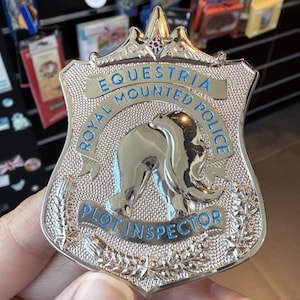 EQUESTRIA
ROYAL MOUNTED POLICE
PLOT INSPECTOR